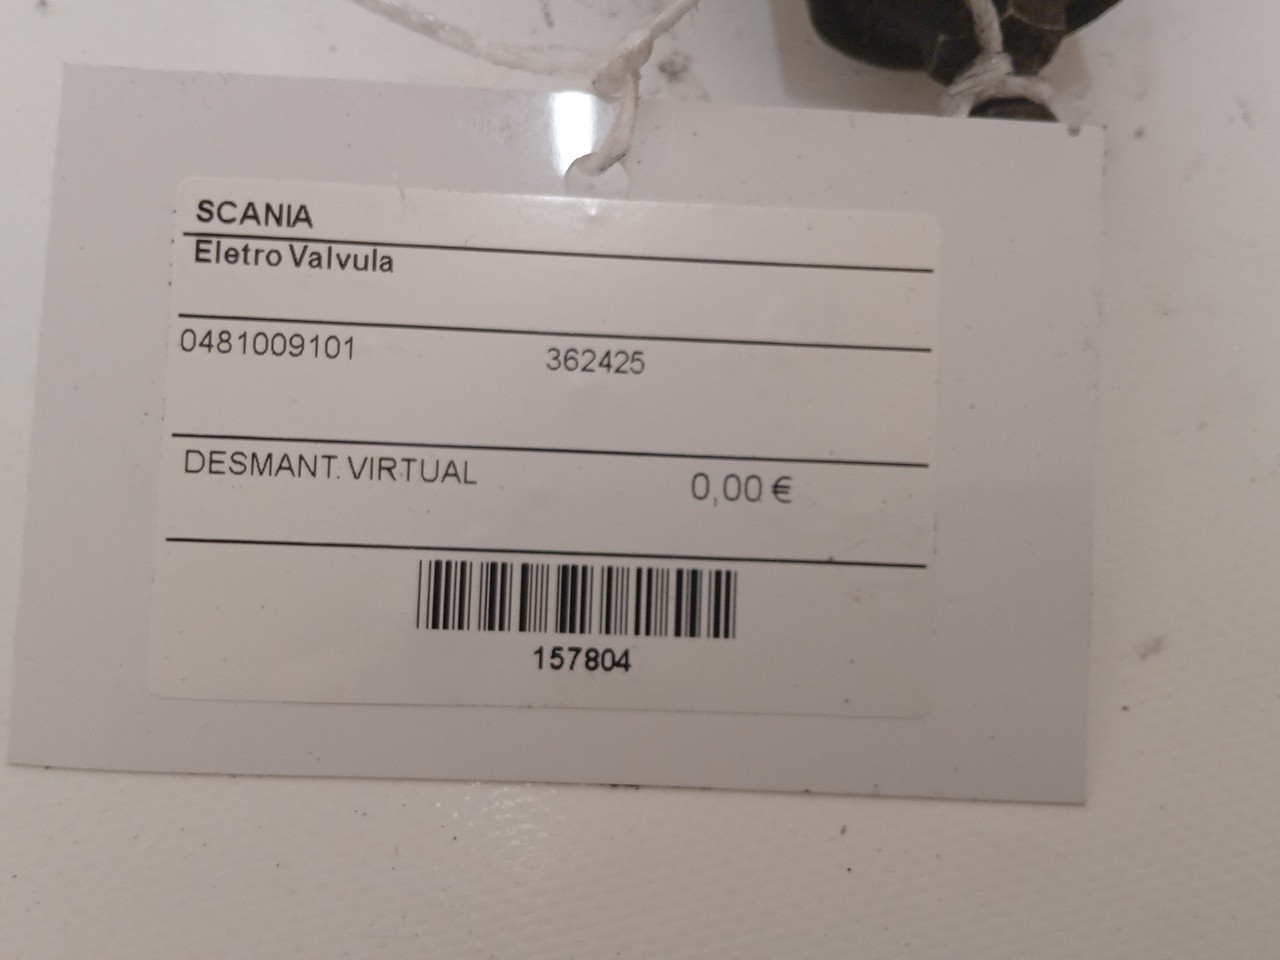 SCANIA
Eletro Valvula
0481009101 362425
DESMANT. VIRTUAL 0,00 €
157804